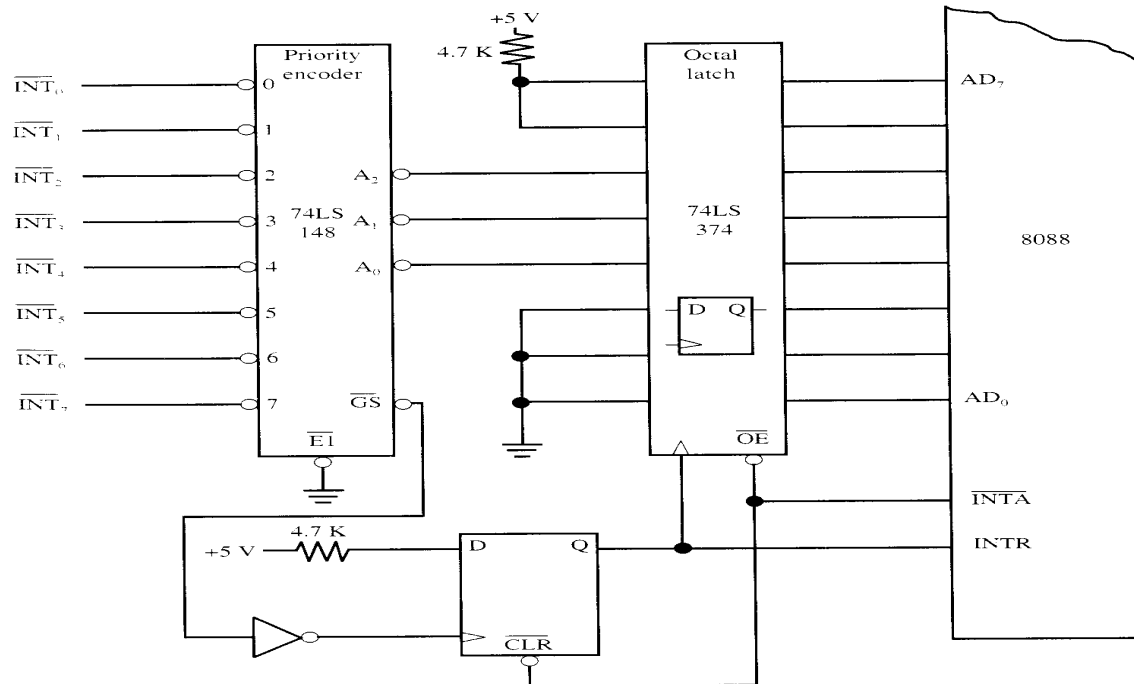 +5 V
4.7 K
Priority encoder
Octal latch
INT₀
0
AD₇
INT₁
1
INT₂
2
A₂
INT₃
3
74LS 148
A₁
74LS 374
8088
INT₄
4
A₀
INT₅
5
D
Q
INT₆
6
INT₇
7
GS
AD₀
EI
OE
INTA
4.7 K
+5 V
D
Q
INTR
CLR